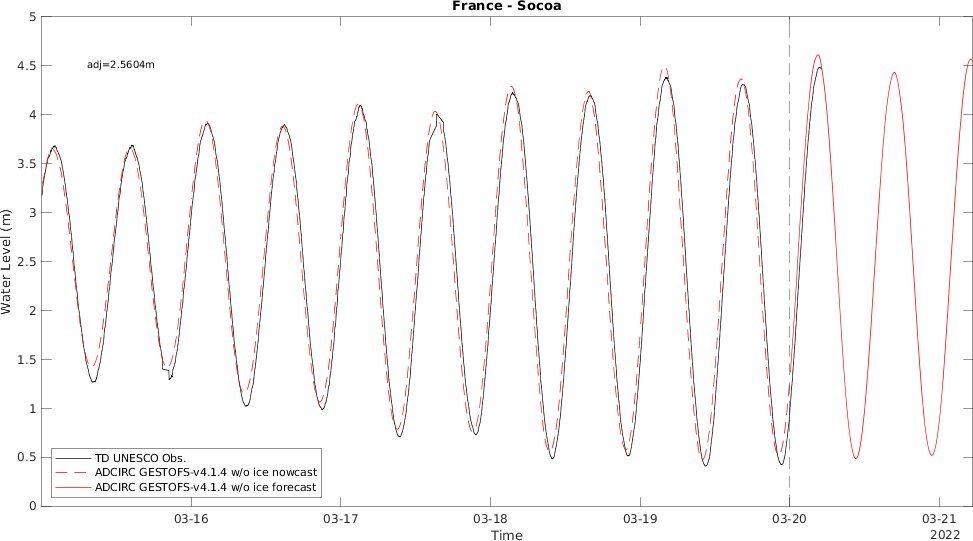 France - Socoa
5
4.5
4
3.5
3
2.5
2
1.5
1
0.5
0
Water Level (m)
adj=2.5604m
TD UNESCO Obs.
ADCIRC GESTOFS-v4.1.4 w/o ice nowcast
ADCIRC GESTOFS-v4.1.4 w/o ice forecast
03-16 03-17 03-18 03-19 03-20 03-21
Time
2022